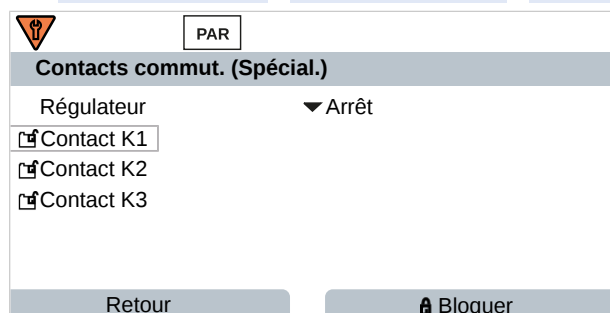 PAR
Contacts commut. (Spécial.)
Régulateur Arrêt
Contact K1
Contact K2
Contact K3
Retour Bloquer